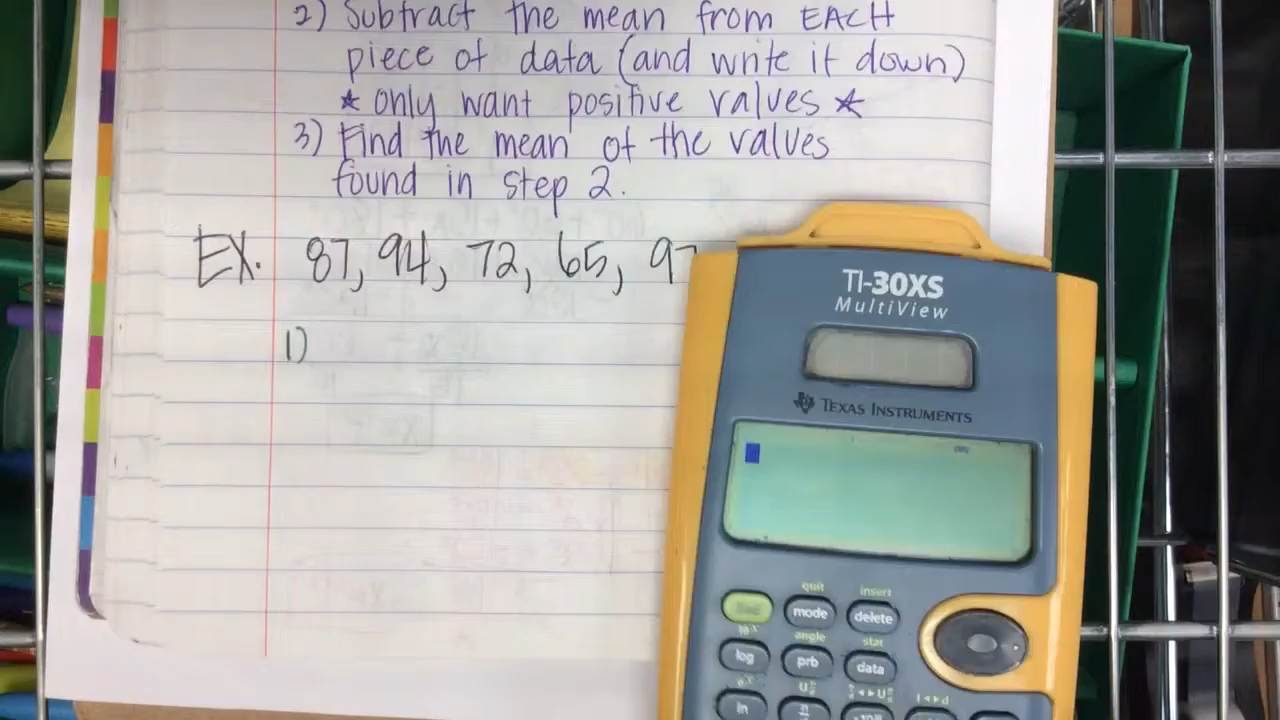 2) Subtract the mean from EACH
piece of data (and write it down)
* only want positive values *
3) Find the mean of the values
found in step 2.
EX. 87, 94, 72, 65, 97
1)
TI-30XS
MultiView
TEXAS INSTRUMENTS
quit insert
mode delete
angle stat
log prb data
ln